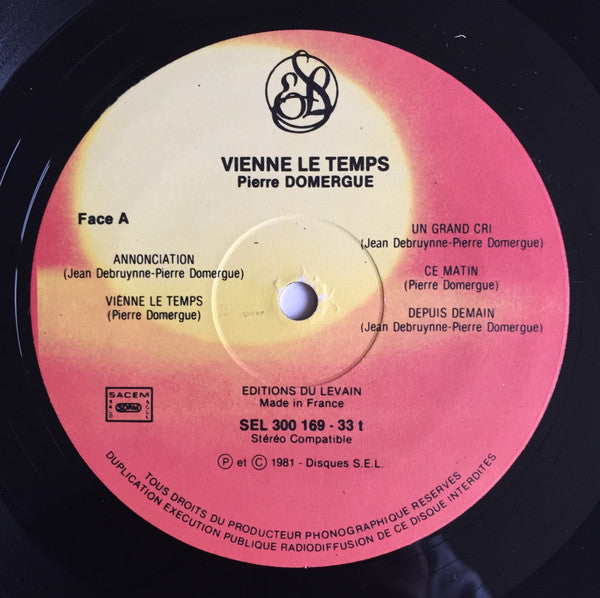 VIENNE LE TEMPS
Pierre DOMERGUE
Face A
ANNONCIATION
(Jean Debruynne-Pierre Domergue)
VIENNE LE TEMPS
(Pierre Domergue)
UN GRAND CRI
(Jean Debruynne-Pierre Domergue)
CE MATIN
(Pierre Domergue)
DEPUIS DEMAIN
(Jean Debruynne-Pierre Domergue)
SACEM
SDRM
EDITIONS DU LEVAIN
Made in France
SEL 300 169 - 33 t
Stéréo Compatible
Ⓟ et © 1981 - Disques S.E.L.
TOUS DROITS DU PRODUCTEUR PHONOGRAPHIQUE RESERVES
DUPLICATION EXECUTION PUBLIQUE RADIODIFFUSION DE CE DISQUE INTERDITES